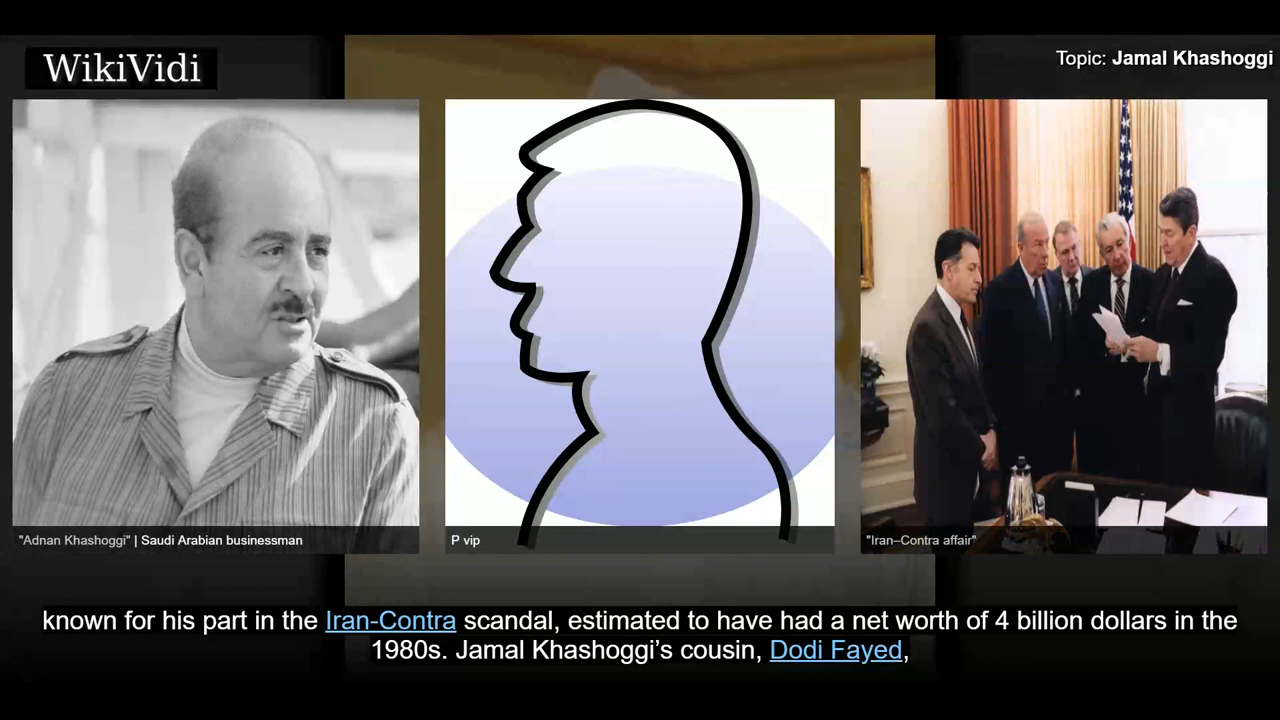 WikiVidi
Topic: Jamal Khashoggi
"Adnan Khashoggi" | Saudi Arabian businessman
P vip
"Iran–Contra affair"
known for his part in the Iran-Contra scandal, estimated to have had a net worth of 4 billion dollars in the
1980s. Jamal Khashoggi’s cousin, Dodi Fayed,